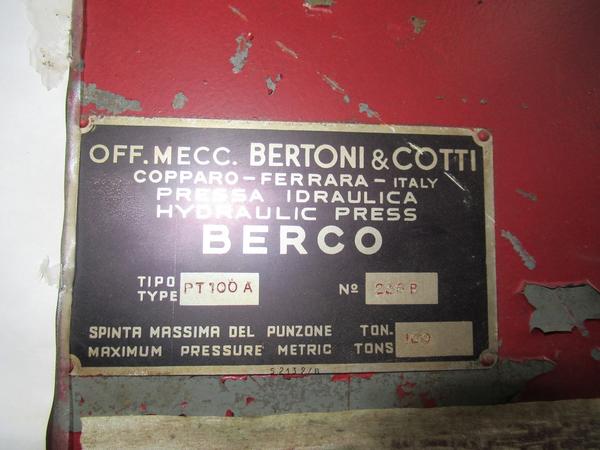 OFF. MECC. BERTONI & COTTI
COPPARO - FERRARA - ITALY
PRESSA IDRAULICA
HYDRAULIC PRESS
BERCO
TIPO
TYPE PT 100 A Nº
SPINTA MASSIMA DEL PUNZONE TON.
MAXIMUM PRESSURE METRIC TONS 100